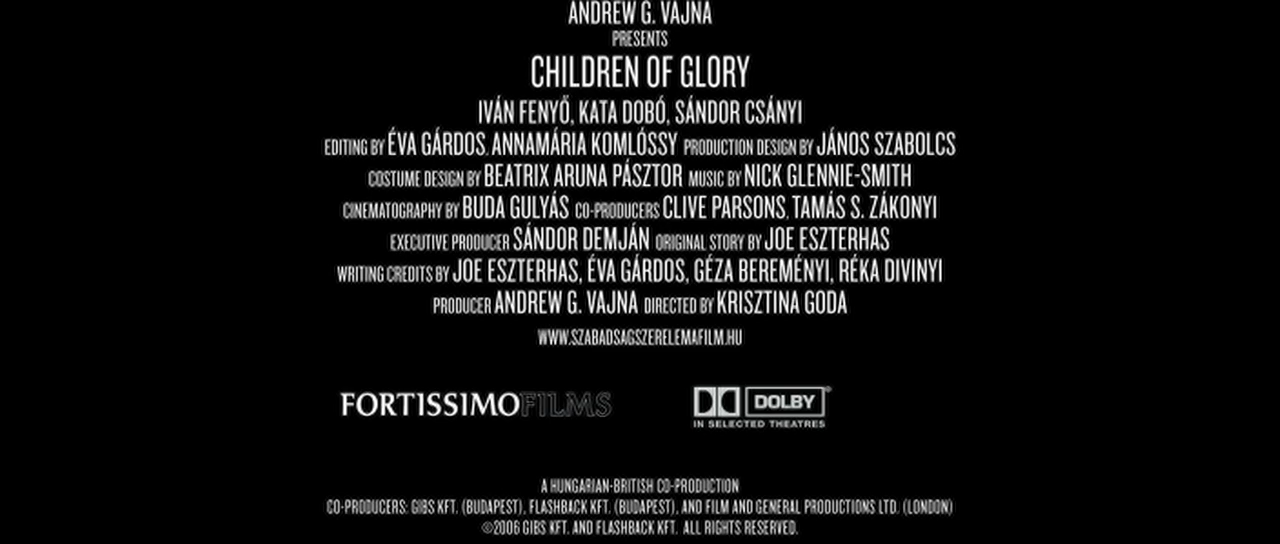 ANDREW G. VAJNA
PRESENTS
CHILDREN OF GLORY
IVÁN FENYŐ, KATA DOBÓ, SÁNDOR CSÁNYI
EDITING BY ÉVA GÁRDOS, ANNAMÁRIA KOMLÓSSY PRODUCTION DESIGN BY JÁNOS SZABOLCS
COSTUME DESIGN BY BEATRIX ARUNA PÁSZTOR MUSIC BY NICK GLENNIE-SMITH
CINEMATOGRAPHY BY BUDA GULYÁS CO-PRODUCERS CLIVE PARSONS, TAMÁS S. ZÁKONYI
EXECUTIVE PRODUCER SÁNDOR DEMJÁN ORIGINAL STORY BY JOE ESZTERHAS
WRITING CREDITS BY JOE ESZTERHAS, ÉVA GÁRDOS, GÉZA BEREMÉNYI, RÉKA DIVINYI
PRODUCER ANDREW G. VAJNA DIRECTED BY KRISZTINA GODA
WWW.SZABADSAGSZERELEMAFILM.HU
FORTISSIMOFILMS
DOLBY®
IN SELECTED THEATRES
A HUNGARIAN-BRITISH CO-PRODUCTION
CO-PRODUCERS: GIBS KFT. (BUDAPEST), FLASHBACK KFT. (BUDAPEST), AND FILM AND GENERAL PRODUCTIONS LTD. (LONDON)
©2006 GIBS KFT. AND FLASHBACK KFT. ALL RIGHTS RESERVED.